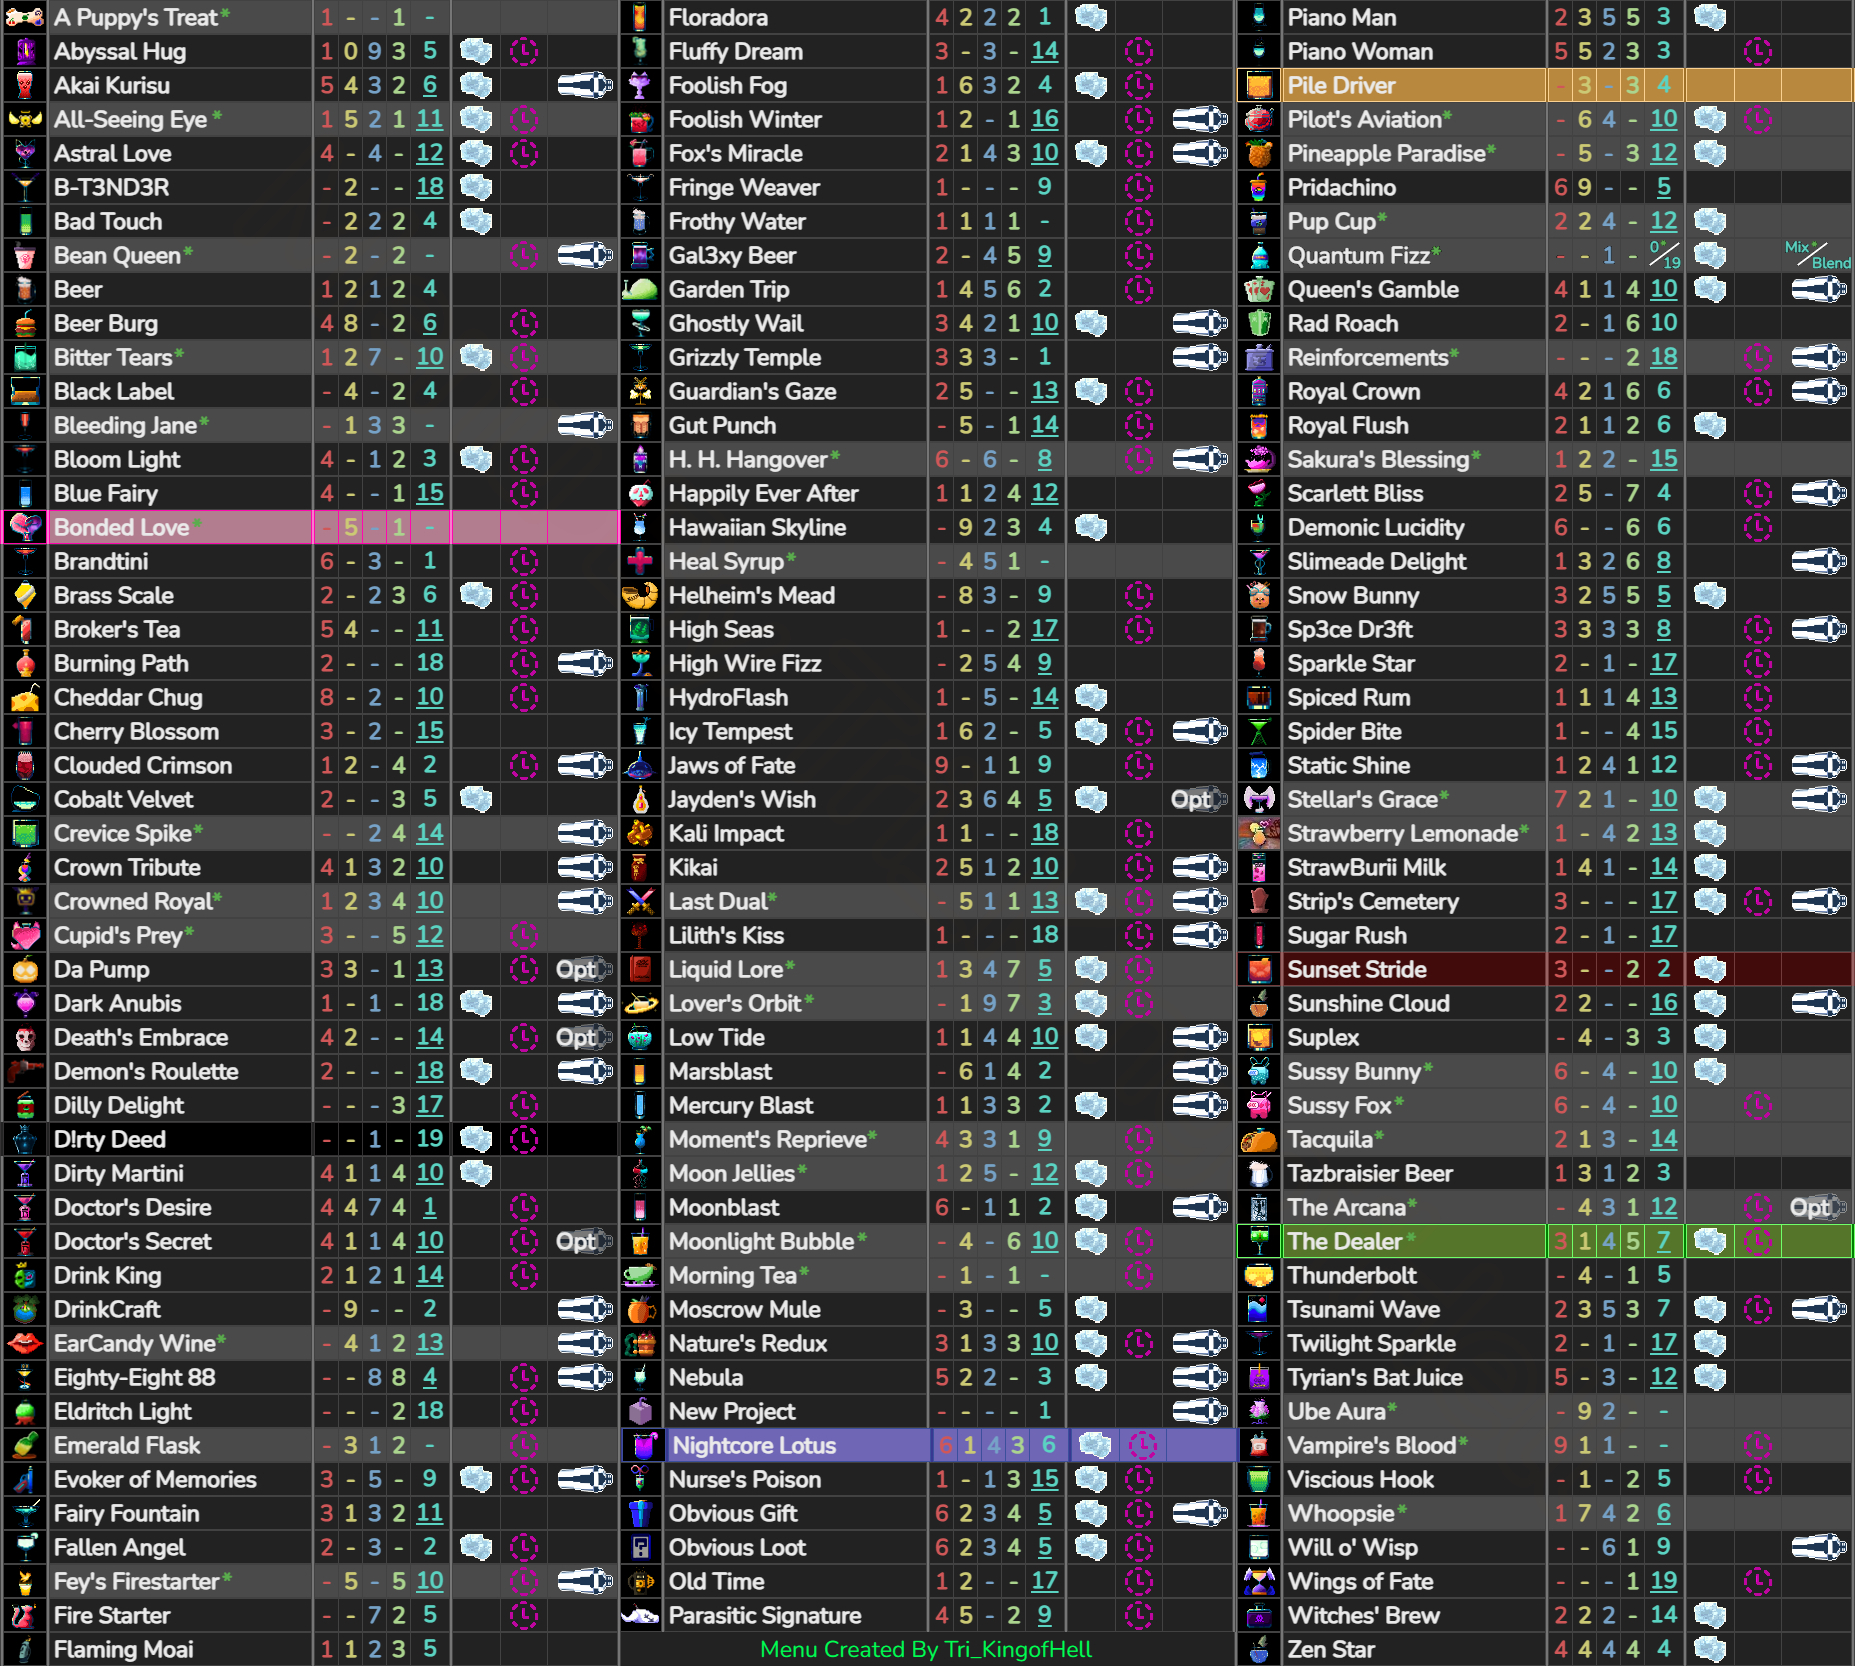 A Puppy's Treat* 1 - - 1 -
Abyssal Hug 1 0 9 3 5
Akai Kurisu 5 4 3 2 6
All-Seeing Eye* 1 5 2 1 11
Astral Love 4 - 4 - 12
B-T3ND3R - 2 - - 18
Bad Touch - 2 2 2 4
Bean Queen* - 2 - 2 -
Beer 1 2 1 2 4
Beer Burg 4 8 - 2 6
Bitter Tears* 1 2 7 - 10
Black Label - 4 - 2 4
Bleeding Jane* - 1 3 3 -
Bloom Light 4 - 1 2 3
Blue Fairy 4 - - 1 15
Bonded Love* - 5 - 1 -
Brandtini 6 - 3 - 1
Brass Scale 2 - 2 3 6
Broker's Tea 5 4 - - 11
Burning Path 2 - - - 18
Cheddar Chug 8 - 2 - 10
Cherry Blossom 3 - 2 - 15
Clouded Crimson 1 2 - 4 2
Cobalt Velvet 2 - - 3 5
Crevice Spike* - - 2 4 14
Crown Tribute 4 1 3 2 10
Crowned Royal* 1 2 3 4 10
Cupid's Prey* 3 - - 5 12
Da Pump 3 3 - 1 13 Opt
Dark Anubis 1 - 1 - 18
Death's Embrace 4 2 - - 14 Opt
Demon's Roulette 2 - - - 18
Dilly Delight - - - 3 17
D!rty Deed - - 1 - 19
Dirty Martini 4 1 1 4 10
Doctor's Desire 4 4 7 4 1
Doctor's Secret 4 1 1 4 10 Opt
Drink King 2 1 2 1 14
DrinkCraft - 9 - - 2
EarCandy Wine* - 4 1 2 13
Eighty-Eight 88 - - 8 8 4
Eldritch Light - - - 2 18
Emerald Flask - 3 1 2 -
Evoker of Memories 3 - 5 - 9
Fairy Fountain 3 1 3 2 11
Fallen Angel 2 - 3 - 2
Fey's Firestarter* - 5 - 5 10
Fire Starter - - 7 2 5
Flaming Moai 1 1 2 3 5
Floradora 4 2 2 2 1
Fluffy Dream 3 - 3 - 14
Foolish Fog 1 6 3 2 4
Foolish Winter 1 2 - 1 16
Fox's Miracle 2 1 4 3 10
Fringe Weaver 1 - - - 9
Frothy Water 1 1 1 1 -
Gal3xy Beer 2 - 4 5 9
Garden Trip 1 4 5 6 2
Ghostly Wail 3 4 2 1 10
Grizzly Temple 3 3 3 - 1
Guardian's Gaze 2 5 - - 13
Gut Punch - 5 - 1 14
H. H. Hangover* 6 - 6 - 8
Happily Ever After 1 1 2 4 12
Hawaiian Skyline - 9 2 3 4
Heal Syrup* - 4 5 1 -
Helheim's Mead - 8 3 - 9
High Seas 1 - - 2 17
High Wire Fizz - 2 5 4 9
HydroFlash 1 - 5 - 14
Icy Tempest 1 6 2 - 5
Jaws of Fate 9 - 1 1 9
Jayden's Wish 2 3 6 4 5 Opt
Kali Impact 1 1 - - 18
Kikai 2 5 1 2 10
Last Dual* - 5 1 1 13
Lilith's Kiss 1 - - - 18
Liquid Lore* 1 3 4 7 5
Lover's Orbit* - 1 9 7 3
Low Tide 1 1 4 4 10
Marsblast - 6 1 4 2
Mercury Blast 1 1 3 3 2
Moment's Reprieve* 4 3 3 1 9
Moon Jellies* 1 2 5 - 12
Moonblast 6 - 1 1 2
Moonlight Bubble* - 4 - 6 10
Morning Tea* - 1 - 1 -
Moscrow Mule - 3 - - 5
Nature's Redux 3 1 3 3 10
Nebula 5 2 2 - 3
New Project - - - - 1
Nightcore Lotus 6 1 4 3 6
Nurse's Poison 1 - 1 3 15
Obvious Gift 6 2 3 4 5
Obvious Loot 6 2 3 4 5
Old Time 1 2 - - 17
Parasitic Signature 4 5 - 2 9
Menu Created By Tri_KingofHell
Piano Man 2 3 5 5 3
Piano Woman 5 5 2 3 3
Pile Driver - 3 - 3 4
Pilot's Aviation* - 6 4 - 10
Pineapple Paradise* - 5 - 3 12
Pridachino 6 9 - - 5
Pup Cup* 2 2 4 - 12
Quantum Fizz* - - 1 - 0*/19 Mix*/Blend
Queen's Gamble 4 1 1 4 10
Rad Roach 2 - 1 6 10
Reinforcements* - - - 2 18
Royal Crown 4 2 1 6 6
Royal Flush 2 1 1 2 6
Sakura's Blessing* 1 2 2 - 15
Scarlett Bliss 2 5 - 7 4
Demonic Lucidity 6 - - 6 6
Slimeade Delight 1 3 2 6 8
Snow Bunny 3 2 5 5 5
Sp3ce Dr3ft 3 3 3 3 8
Sparkle Star 2 - 1 - 17
Spiced Rum 1 1 1 4 13
Spider Bite 1 - - 4 15
Static Shine 1 2 4 1 12
Stellar's Grace* 7 2 1 - 10
Strawberry Lemonade* 1 - 4 2 13
StrawBurii Milk 1 4 1 - 14
Strip's Cemetery 3 - - - 17
Sugar Rush 2 - 1 - 17
Sunset Stride 3 - - 2 2
Sunshine Cloud 2 2 - - 16
Suplex - 4 - 3 3
Sussy Bunny* 6 - 4 - 10
Sussy Fox* 6 - 4 - 10
Tacquila* 2 1 3 - 14
Tazbraisier Beer 1 3 1 2 3
The Arcana* - 4 3 1 12 Opt
The Dealer* 3 1 4 5 7
Thunderbolt - 4 - 1 5
Tsunami Wave 2 3 5 3 7
Twilight Sparkle 2 - 1 - 17
Tyrian's Bat Juice 5 - 3 - 12
Ube Aura* - 9 2 - -
Vampire's Blood* 9 1 1 - -
Viscious Hook - 1 - 2 5
Whoopsie* 1 7 4 2 6
Will o' Wisp - - 6 1 9
Wings of Fate - - - 1 19
Witches' Brew 2 2 2 - 14
Zen Star 4 4 4 4 4